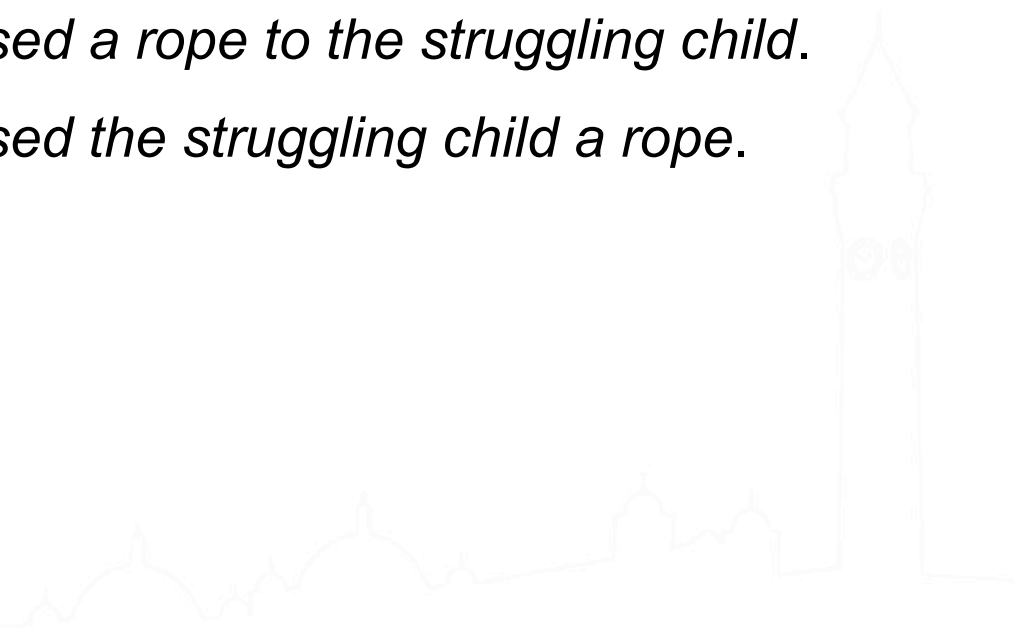 sed a rope to the struggling child.
sed the struggling child a rope.